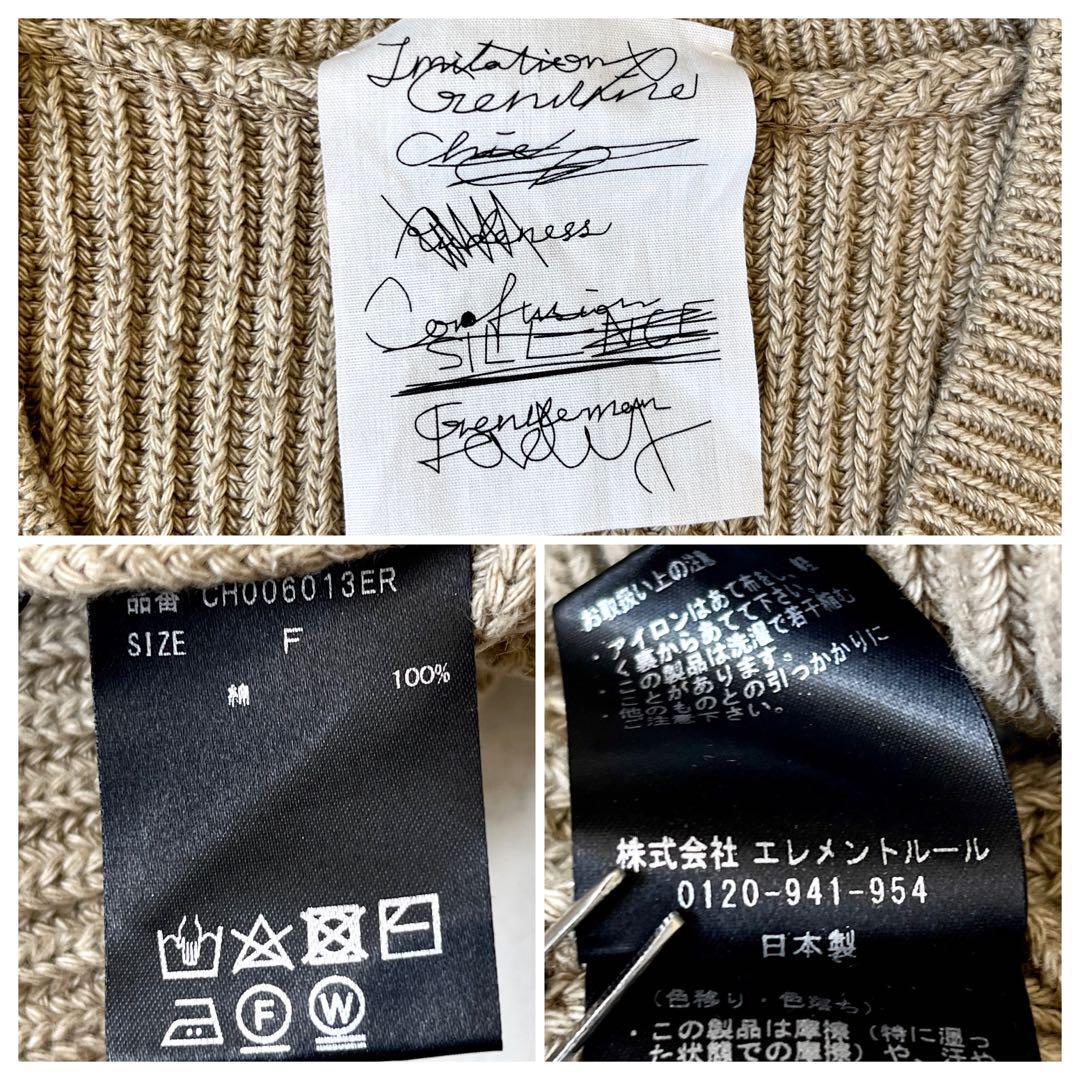 Imitation
Genuine
Chic
Rudeness
Confusion
SILENCE
Gentleman
品番 CH006013ER
SIZE F
綿 100%
F W
お取扱い上の注意
・アイロンはあて布をし、軽
く裏からあてて下さい。
・この製品は洗濯で若干縮む
ことがあります。
・他のものとの引っかかりに
ご注意下さい。
株式会社 エレメントルール
0120-941-954
日本製
(色移り・色落ち)
・この製品は摩擦(特に湿っ
た状態での摩擦)や、汗や